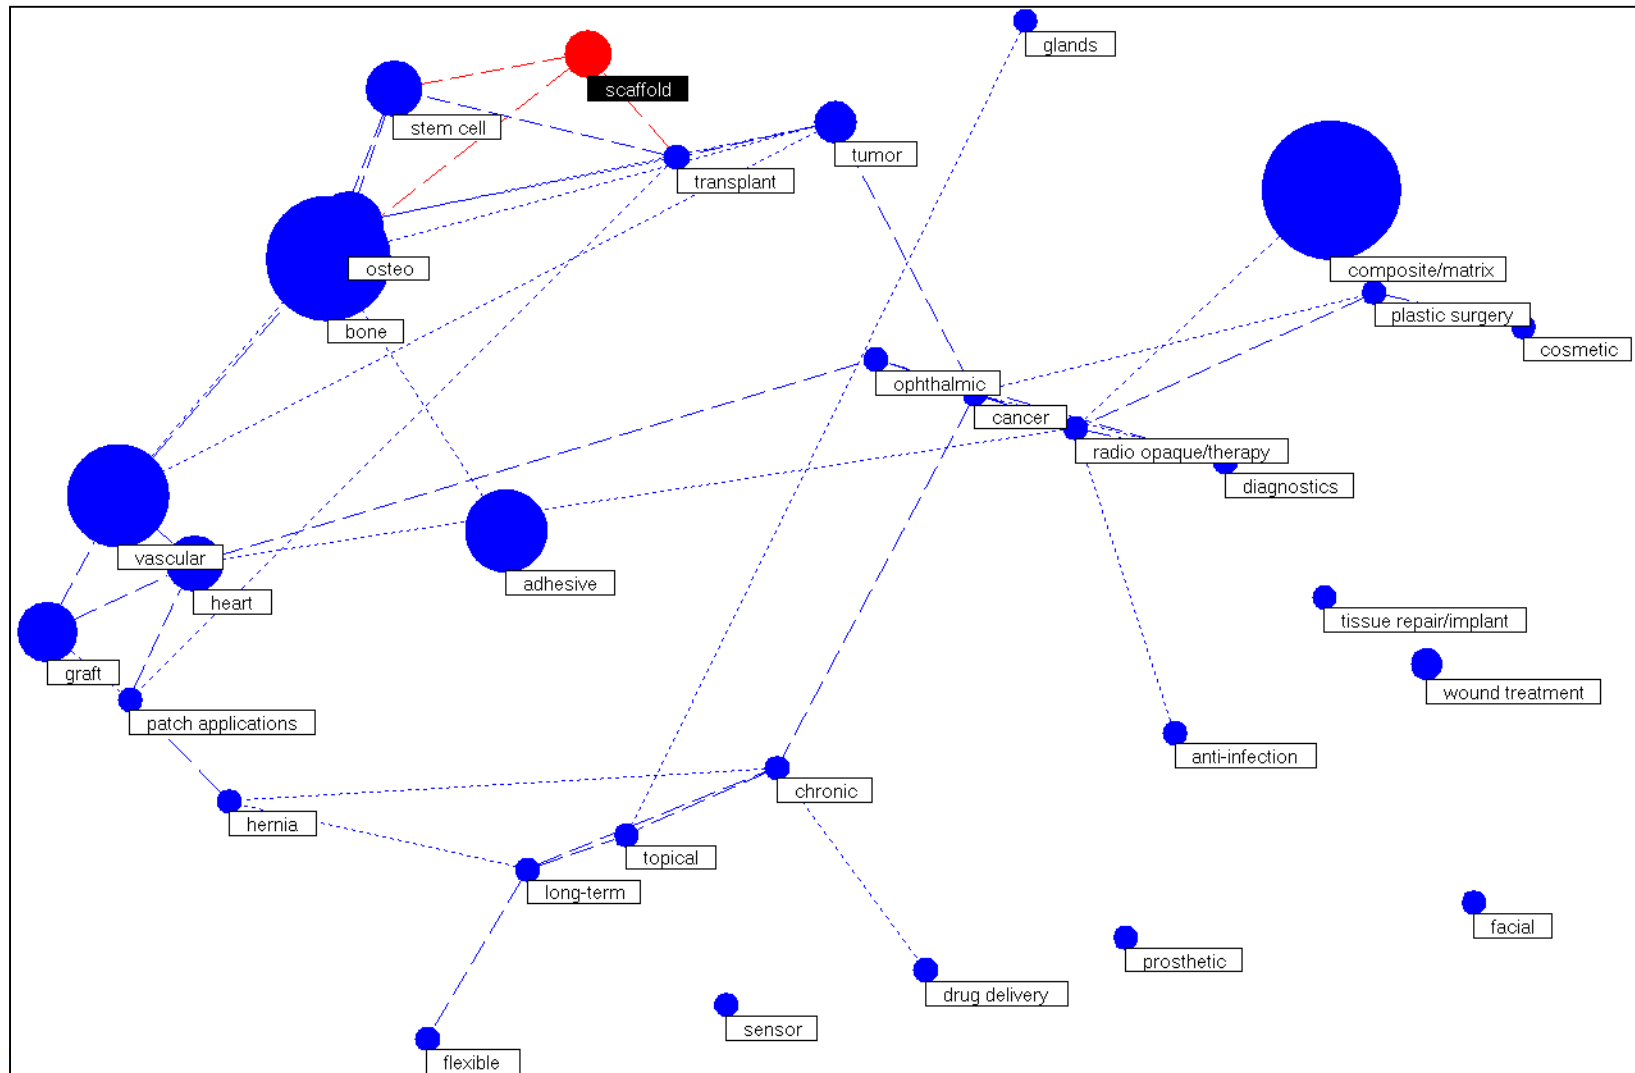 glands
scaffold
stem cell
tumor
transplant
osteo
composite/matrix
plastic surgery
bone
cosmetic
ophthalmic
cancer
radio opaque/therapy
diagnostics
vascular
adhesive
heart
tissue repair/implant
graft
wound treatment
patch applications
anti-infection
chronic
hernia
topical
long-term
facial
prosthetic
drug delivery
sensor
flexible